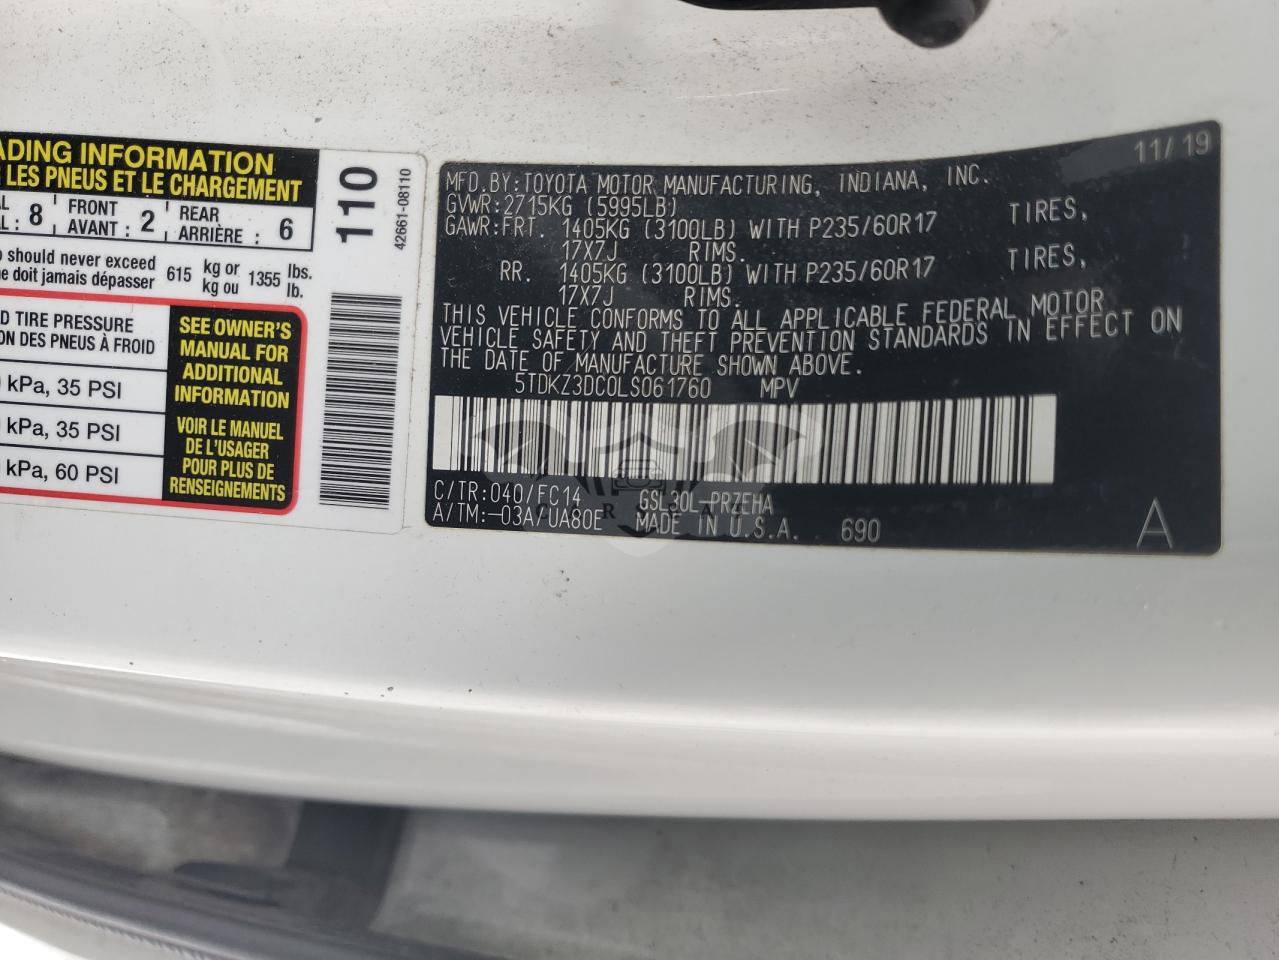 ADING INFORMATION
LES PNEUS ET LE CHARGEMENT
8 FRONT AVANT : 2 REAR ARRIÈRE : 6
should never exceed
doit jamais dépasser
615 kg or kg ou 1355 lbs. lb.
TIRE PRESSURE
DES PNEUS À FROID
kPa, 35 PSI
kPa, 35 PSI
kPa, 60 PSI
SEE OWNER'S
MANUAL FOR
ADDITIONAL
INFORMATION
VOIR LE MANUEL
DE L'USAGER
POUR PLUS DE
RENSEIGNEMENTS
110
42661-08110
11/19
MFD.BY:TOYOTA MOTOR MANUFACTURING, INDIANA, INC.
GVWR:2715KG (5995LB)
GAWR:FRT. 1405KG (3100LB) WITH P235/60R17 TIRES,
17X7J RIMS.
RR. 1405KG (3100LB) WITH P235/60R17 TIRES,
17X7J RIMS.
THIS VEHICLE CONFORMS TO ALL APPLICABLE FEDERAL MOTOR
VEHICLE SAFETY AND THEFT PREVENTION STANDARDS IN EFFECT ON
THE DATE OF MANUFACTURE SHOWN ABOVE.
5TDKZ3DC0LS061760 MPV
C/TR:040/FC14 GSL30L-PRZEHA
A/TM:-03A/UA80E MADE IN U.S.A. 690
A